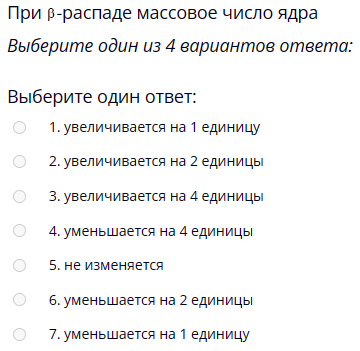 При β-распаде массовое число ядра
Выберите один из 4 вариантов ответа:
Выберите один ответ:
1. увеличивается на 1 единицу
2. увеличивается на 2 единицы
3. увеличивается на 4 единицы
4. уменьшается на 4 единицы
5. не изменяется
6. уменьшается на 2 единицы
7. уменьшается на 1 единицу